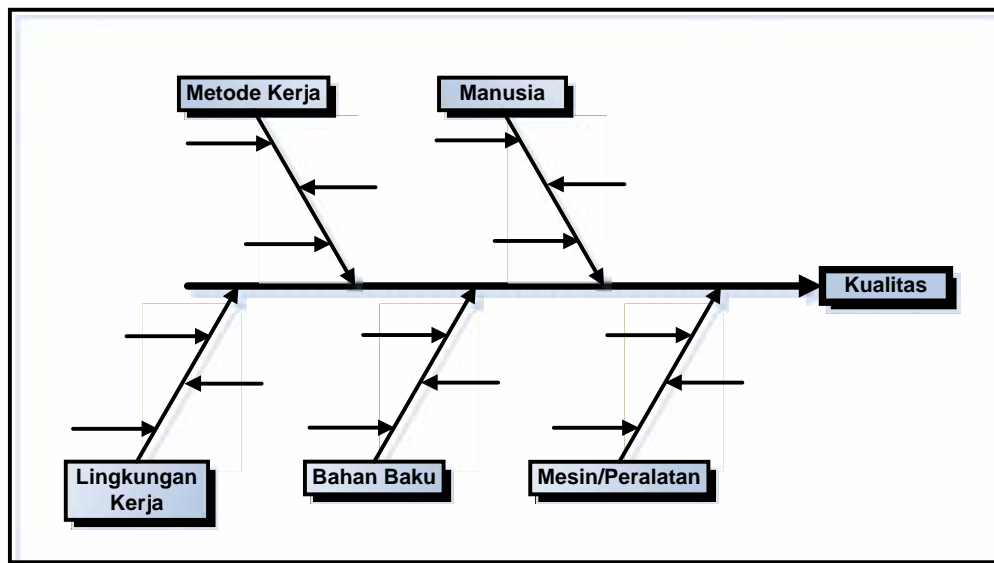 Metode Kerja
Manusia
Kualitas
Lingkungan
Kerja
Bahan Baku
Mesin/Peralatan